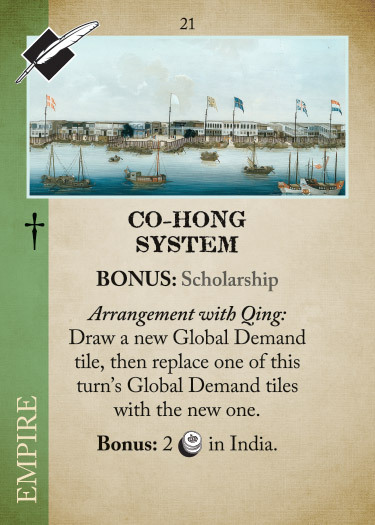 21
CO-HONG
SYSTEM
BONUS: Scholarship
Arrangement with Qing:
Draw a new Global Demand
tile, then replace one of this
turn's Global Demand tiles
with the new one.
Bonus: 2 in India.
EMPIRE